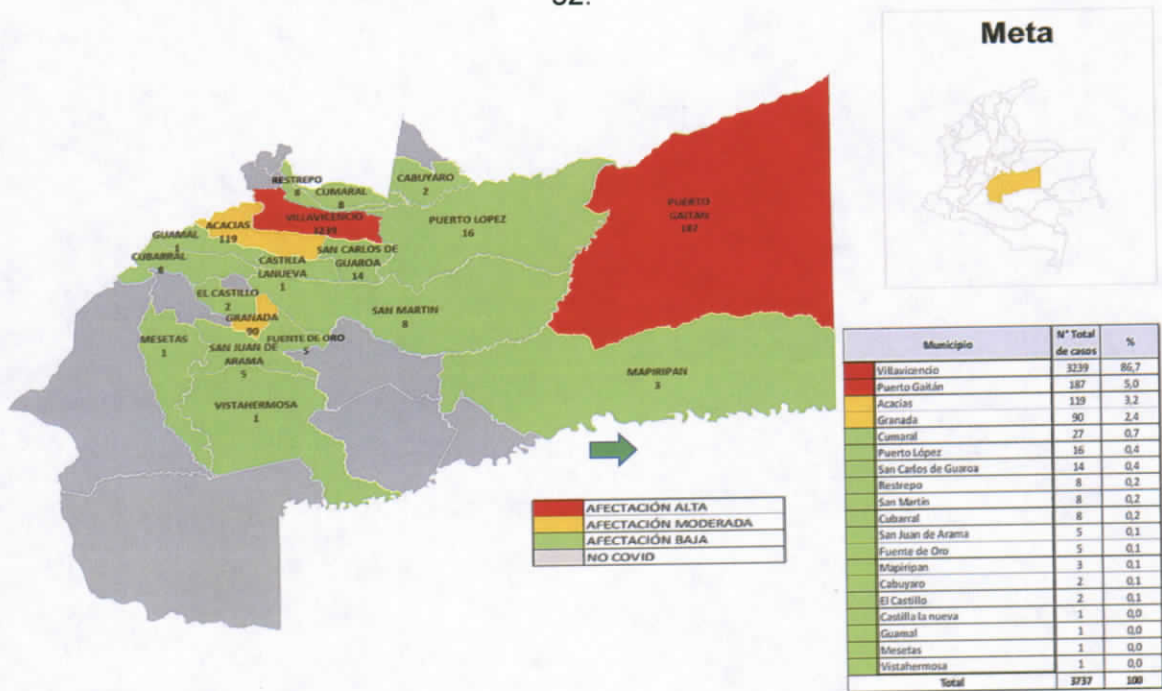 Meta
RESTREPO
8
CUMARAL
8
CABUYARO
2
VILLAVICENCIO
3239
ACACIAS
119
GUAMAL
1
CUBARRAL
8
PUERTO LOPEZ
16
PUERTO
GAITAN
187
SAN CARLOS DE
GUAROA
14
CASTILLA
LANUEVA
1
EL CASTILLO
2
GRANADA
90
SAN MARTIN
8
MESETAS
1
SAN JUAN DE
ARAMA
5
FUENTE DE ORO
5
MAPIRIPAN
3
VISTAHERMOSA
1
AFECTACIÓN ALTA
AFECTACIÓN MODERADA
AFECTACIÓN BAJA
NO COVID
Municipio N° Total de casos %
Villavicencio 3239 86,7
Puerto Gaitán 187 5,0
Acacías 119 3,2
Granada 90 2,4
Cumaral 27 0,7
Puerto López 16 0,4
San Carlos de Guaroa 14 0,4
Restrepo 8 0,2
San Martín 8 0,2
Cubarral 8 0,2
San Juan de Arama 5 0,1
Fuente de Oro 5 0,1
Mapiripan 3 0,1
Cabuyaro 2 0,1
El Castillo 2 0,1
Castilla la nueva 1 0,0
Guamal 1 0,0
Mesetas 1 0,0
Vistahermosa 1 0,0
Total 3737 100